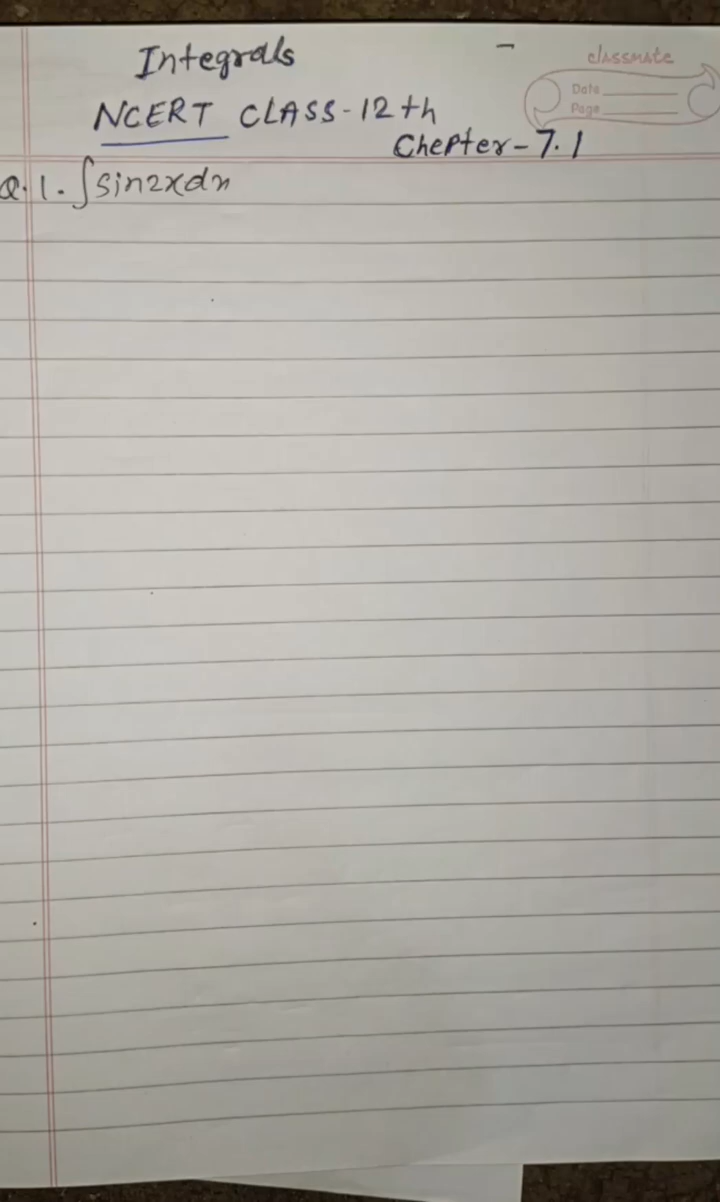 Integrals
classmate
Date
Page
NCERT CLASS-12th
Chepter-7.1
Q.1. ∫sin2xdx